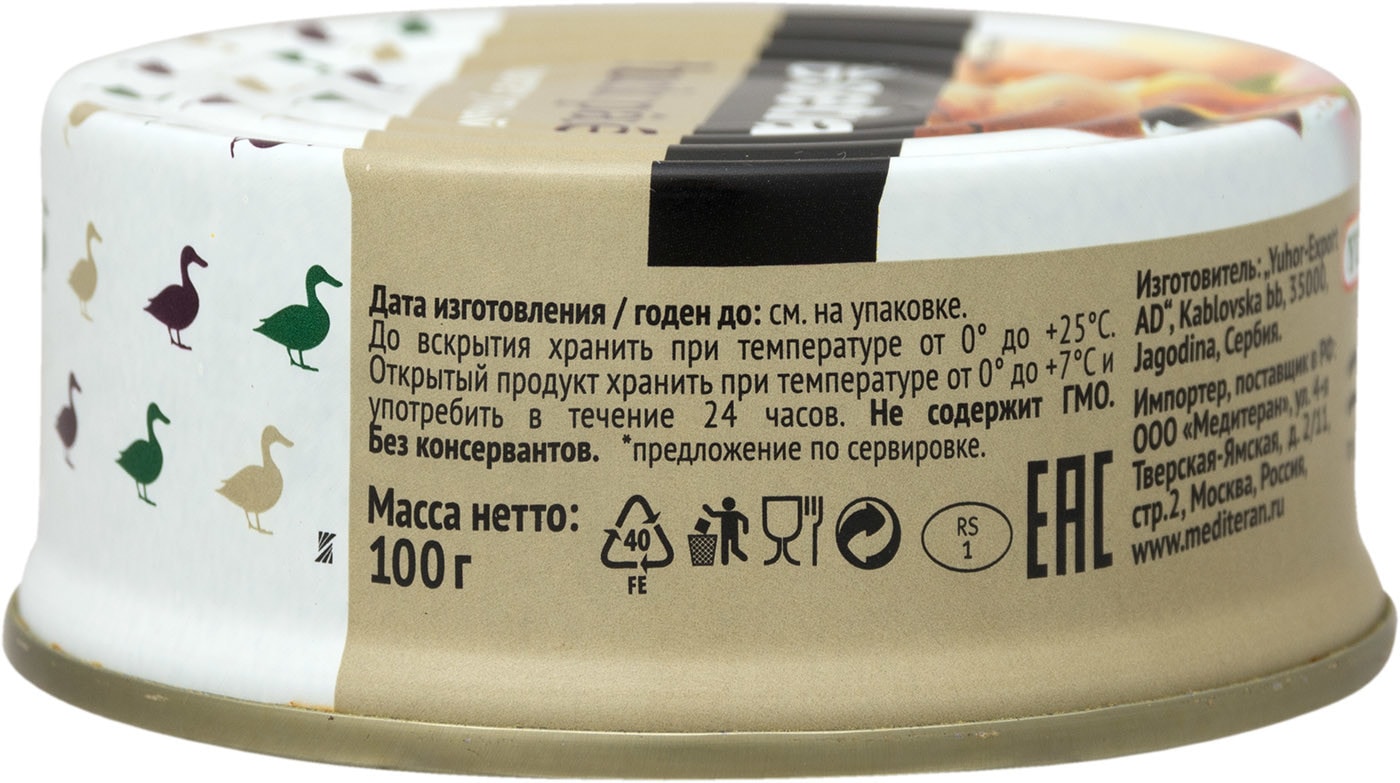 Дата изготовления / годен до: см. на упаковке.
До вскрытия хранить при температуре от 0° до +25°C.
Открытый продукт хранить при температуре от 0° до +7°C и
употребить в течение 24 часов. Не содержит ГМО.
Без консервантов. *предложение по сервировке.
Масса нетто:
100 г
40
FE
RS
1
EAC
Изготовитель: „Yuhor-Export
AD“, Kablovska bb, 35000,
Jagodina, Сербия.
Импортер, поставщик в РФ:
ООО «Медитеран», ул. 4-я
Тверская-Ямская, д. 2/11,
стр.2, Москва, Россия,
www.mediteran.ru